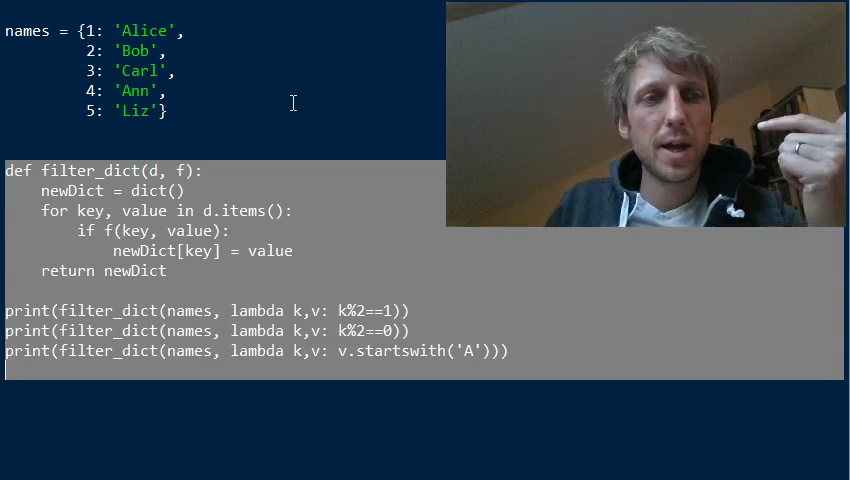 names = {1: 'Alice',
         2: 'Bob',
         3: 'Carl',
         4: 'Ann',
         5: 'Liz'}
def filter_dict(d, f):
    newDict = dict()
    for key, value in d.items():
        if f(key, value):
            newDict[key] = value
    return newDict
print(filter_dict(names, lambda k,v: k%2==1))
print(filter_dict(names, lambda k,v: k%2==0))
print(filter_dict(names, lambda k,v: v.startswith('A')))